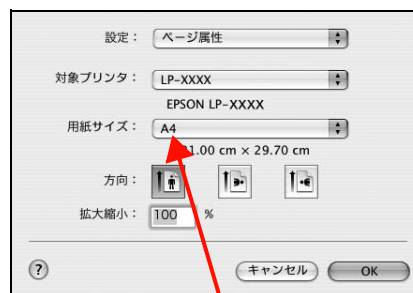 設定： ページ属性
対象プリンタ： LP-XXXX
EPSON LP-XXXX
用紙サイズ： A4
1.00 cm × 29.70 cm
方向：
拡大縮小： 100 %
? キャンセル OK